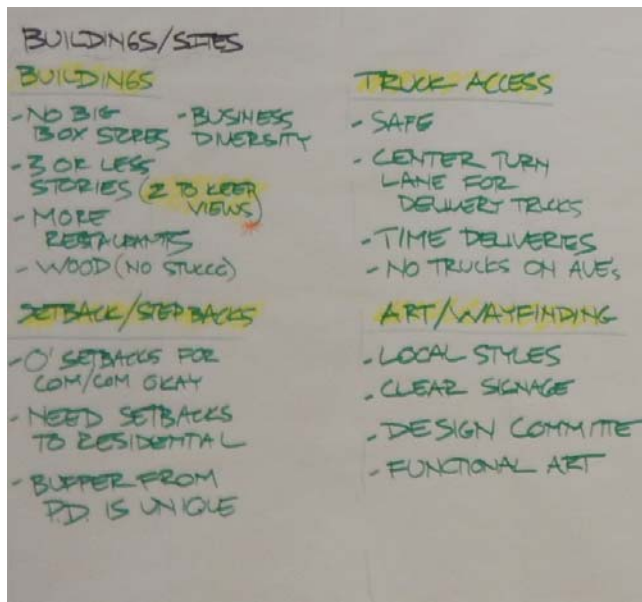 BUILDINGS/SITES
BUILDINGS
- NO BIG
BOX STORES
- BUSINESS
DIVERSITY
- 3 OR LESS
STORIES (2 TO KEEP
VIEWS)
- MORE
RESTAURANTS
- WOOD (NO STUCCO)
SETBACK/STEPBACKS
- O' SETBACKS FOR
COM/COM OKAY
- NEED SETBACKS
TO RESIDENTIAL
- BUFFER FROM
P.D. IS UNIQUE
TRUCK ACCESS
- SAFE
- CENTER TURN
LANE FOR
DELIVERY TRUCKS
- TIME DELIVERIES
- NO TRUCKS ON AVE's
ART/WAYFINDING
- LOCAL STYLES
- CLEAR SIGNAGE
- DESIGN COMMITTE
- FUNCTIONAL ART